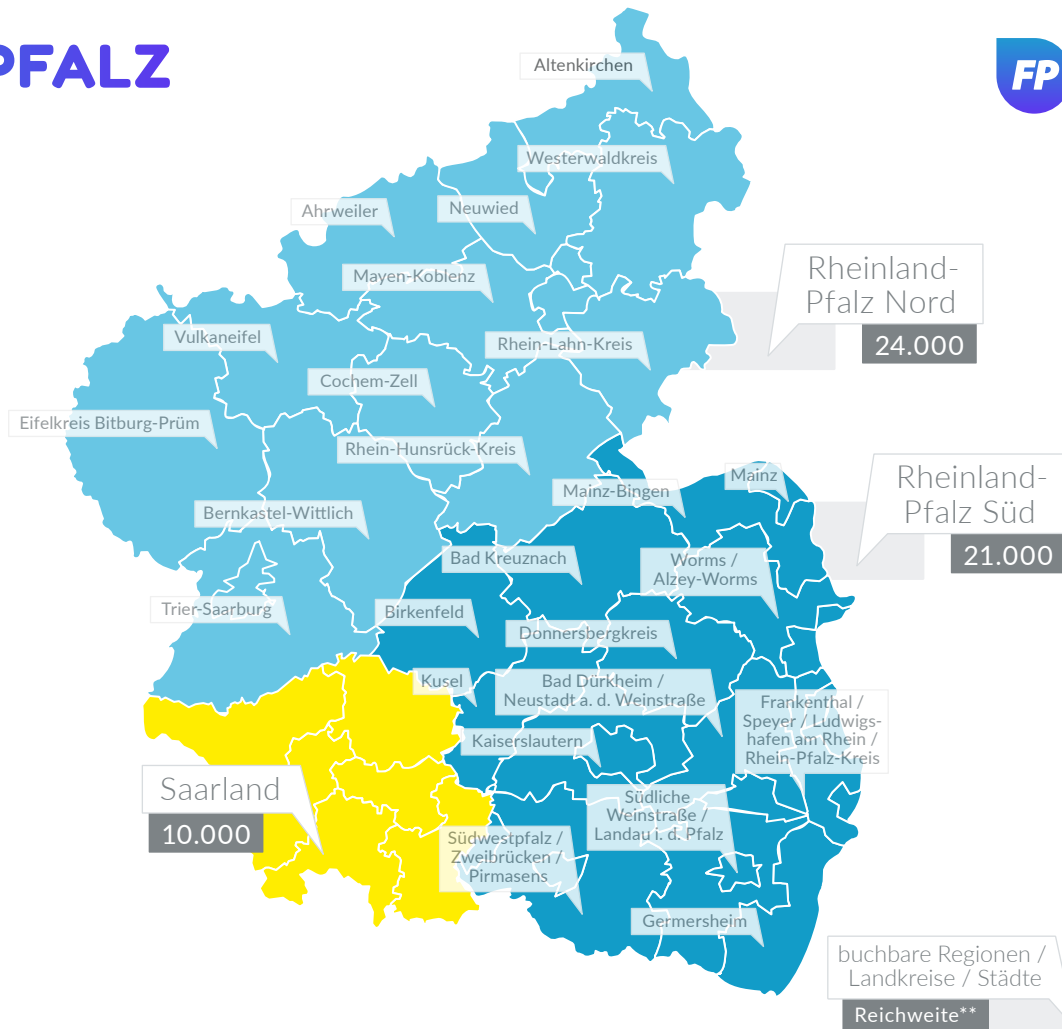 PFALZ
FP
Altenkirchen
Westerwaldkreis
Ahrweiler
Neuwied
Mayen-Koblenz
Rheinland-
Pfalz Nord
24.000
Vulkaneifel
Rhein-Lahn-Kreis
Cochem-Zell
Eifelkreis Bitburg-Prüm
Rhein-Hunsrück-Kreis
Mainz-Bingen
Mainz
Rheinland-
Pfalz Süd
21.000
Bernkastel-Wittlich
Bad Kreuznach
Worms /
Alzey-Worms
Trier-Saarburg
Birkenfeld
Donnersbergkreis
Kusel
Bad Dürkheim /
Neustadt a. d. Weinstraße
Frankenthal /
Speyer / Ludwigs-
hafen am Rhein /
Rhein-Pfalz-Kreis
Kaiserslautern
Saarland
10.000
Südliche
Weinstraße /
Landau i. d. Pfalz
Südwestpfalz /
Zweibrücken /
Pirmasens
Germersheim
buchbare Regionen /
Landkreise / Städte
Reichweite**